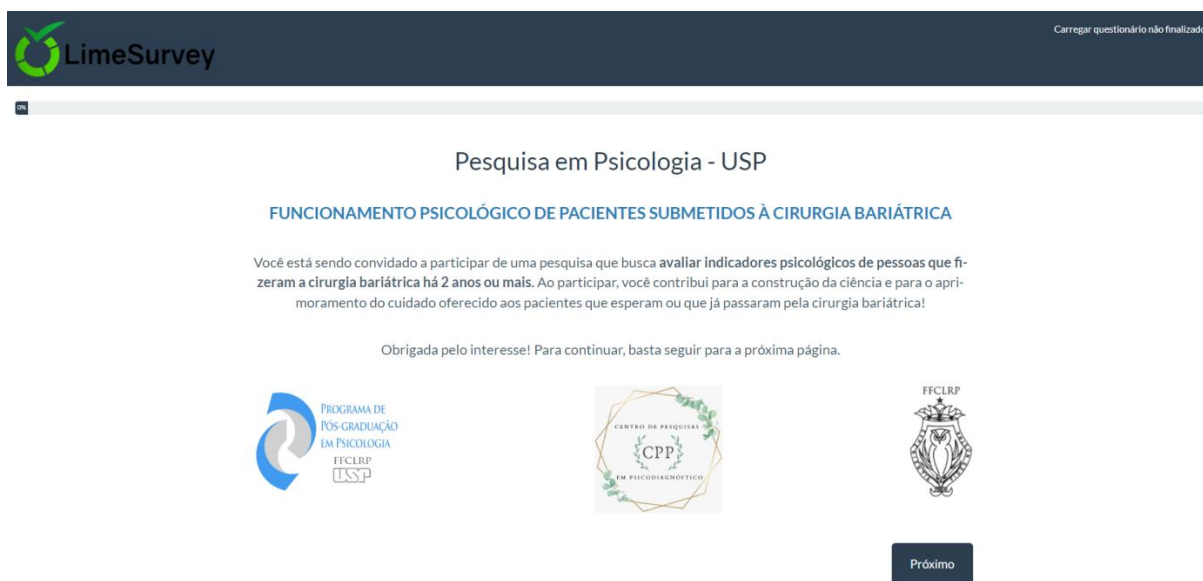 LimeSurvey
Carregar questionário não finalizado
0%
Pesquisa em Psicologia - USP
FUNCIONAMENTO PSICOLÓGICO DE PACIENTES SUBMETIDOS À CIRURGIA BARIÁTRICA
Você está sendo convidado a participar de uma pesquisa que busca avaliar indicadores psicológicos de pessoas que fi-
zeram a cirurgia bariátrica há 2 anos ou mais. Ao participar, você contribui para a construção da ciência e para o apri-
moramento do cuidado oferecido aos pacientes que esperam ou que já passaram pela cirurgia bariátrica!
Obrigada pelo interesse! Para continuar, basta seguir para a próxima página.
PROGRAMA DE
PÓS-GRADUAÇÃO
EM PSICOLOGIA
FFCLRP
USP
CENTRO DE PESQUISAS
CPP
EM PSICODIAGNÓSTICO
FFCLRP
Próximo